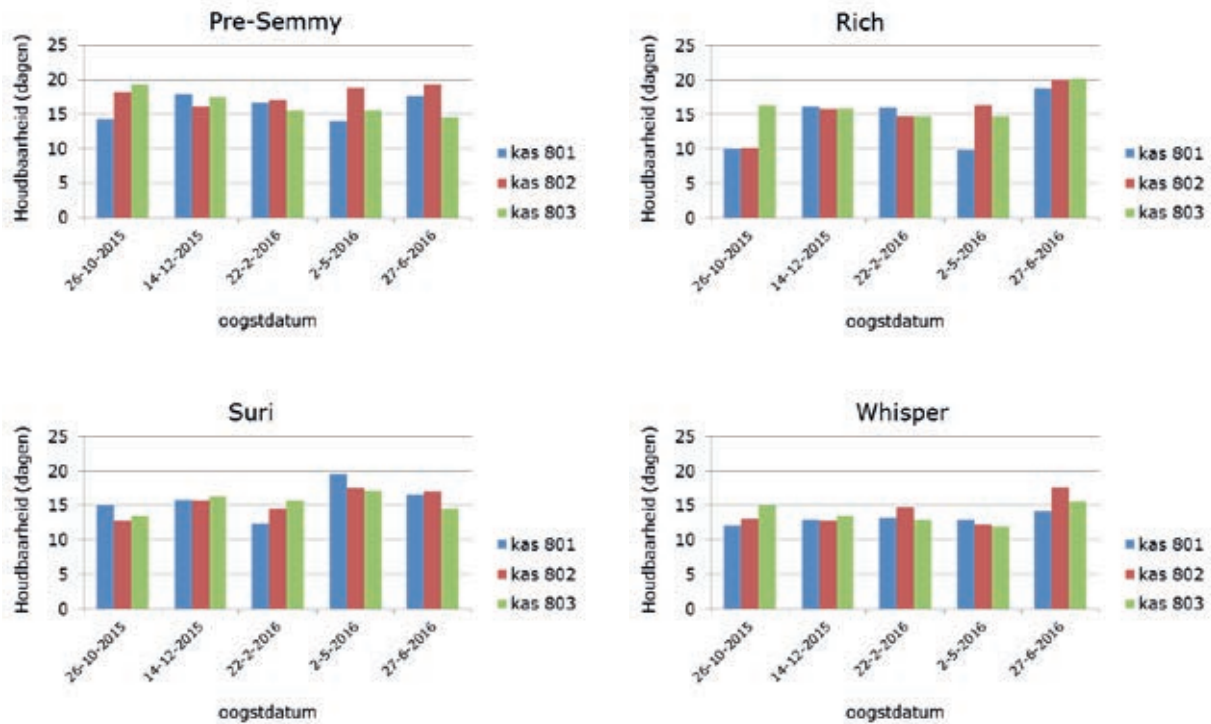 Pre-Semmy
Houdbaarheid (dagen)
25
20
15
10
5
0
26-10-2015
14-12-2015
22-2-2016
2-5-2016
27-6-2016
oogstdatum
kas 801
kas 802
kas 803
Rich
Houdbaarheid (dagen)
25
20
15
10
5
0
26-10-2015
14-12-2015
22-2-2016
2-5-2016
27-6-2016
oogstdatum
kas 801
kas 802
kas 803
Suri
Houdbaarheid (dagen)
25
20
15
10
5
0
26-10-2015
14-12-2015
22-2-2016
2-5-2016
27-6-2016
oogstdatum
kas 801
kas 802
kas 803
Whisper
Houdbaarheid (dagen)
25
20
15
10
5
0
26-10-2015
14-12-2015
22-2-2016
2-5-2016
27-6-2016
oogstdatum
kas 801
kas 802
kas 803